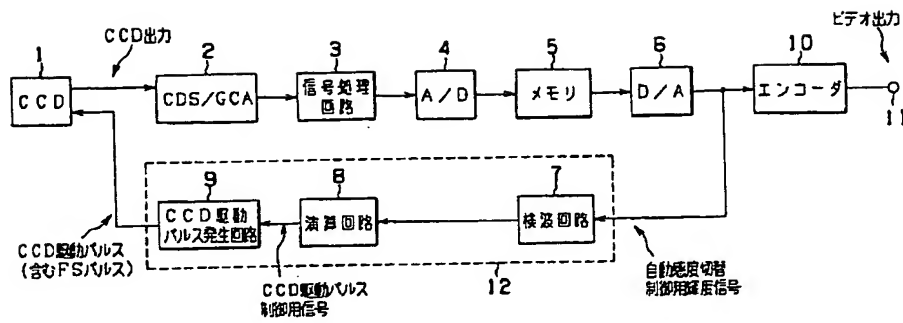 CCD出力
ビデオ出力
1
2
3
4
5
6
10
CCD
CDS/GCA
信号処理
回路
A/D
メモリ
D/A
エンコーダ
11
9
8
7
CCD駆動
パルス発生回路
演算回路
検波回路
CCD駆動パルス
(含むFSパルス)
CCD駆動パルス
制御用信号
12
自動感度切替
制御用輝度信号